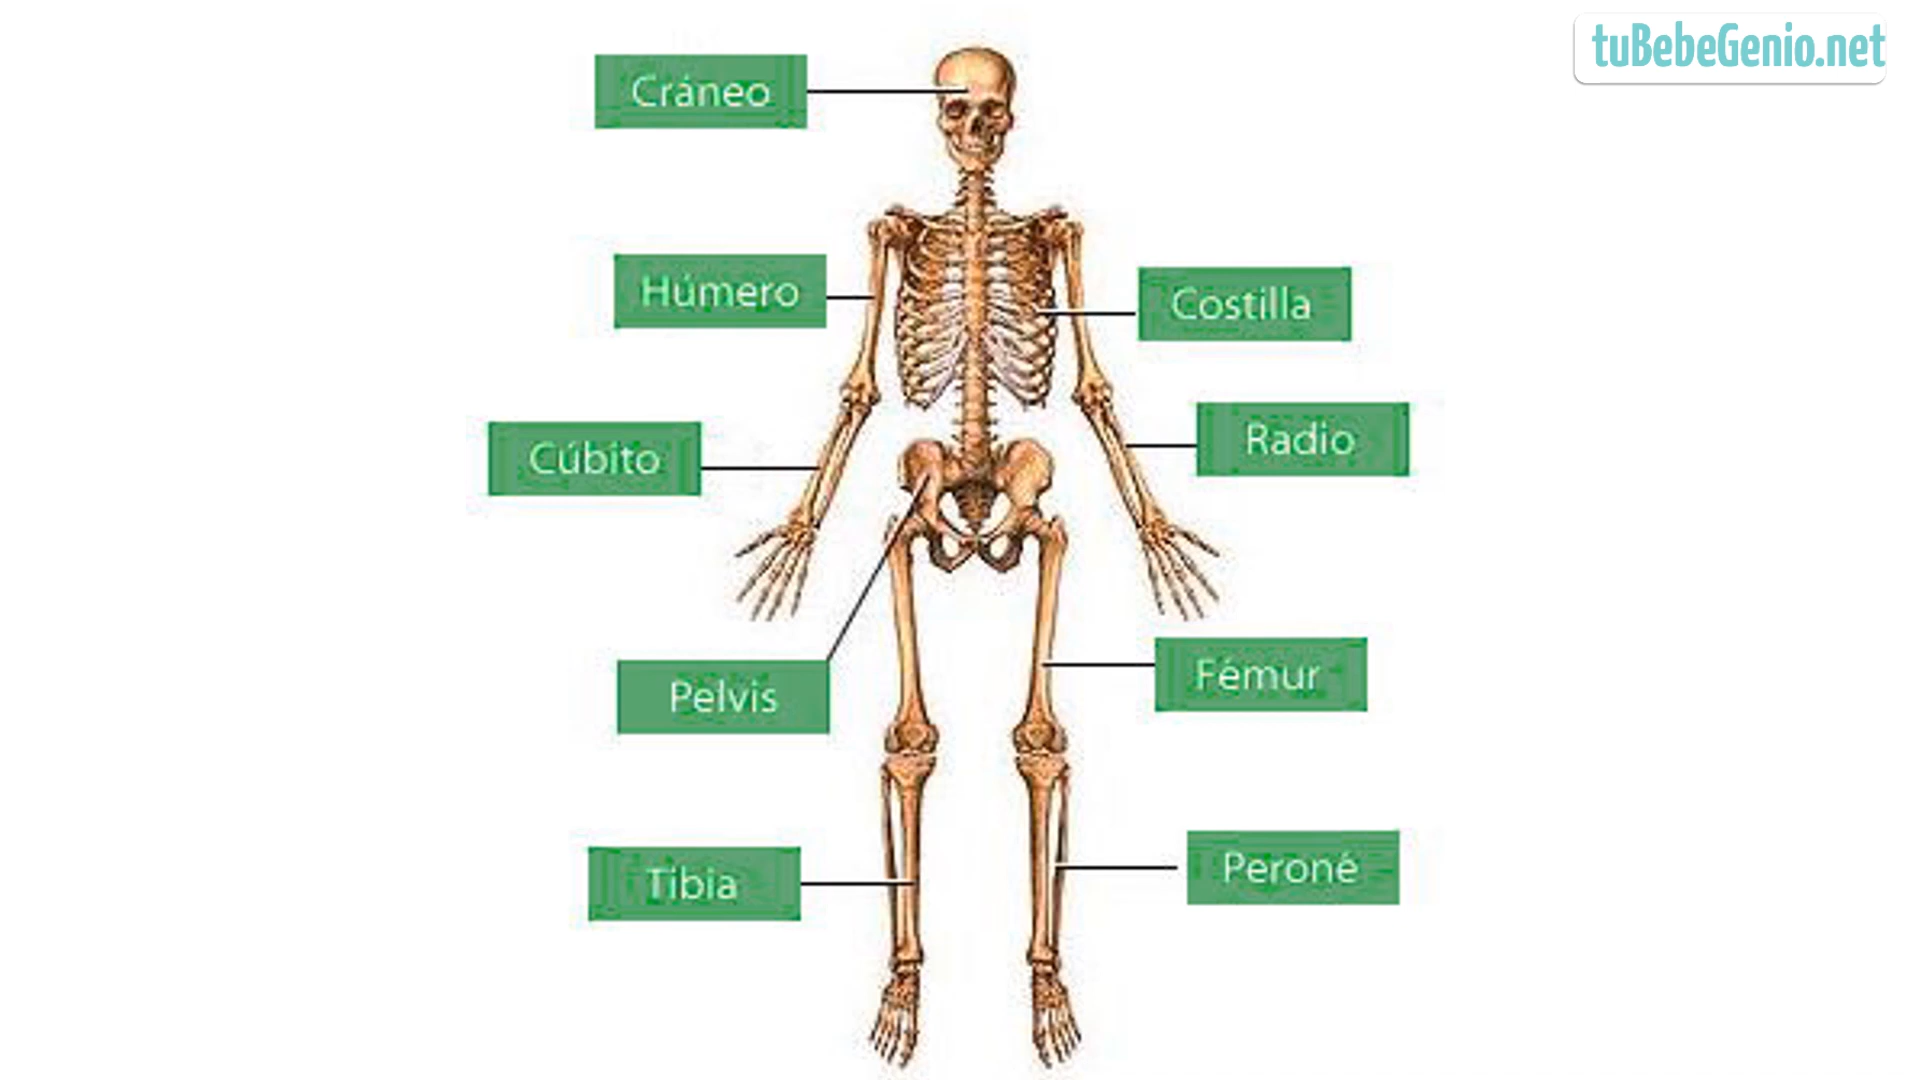 tuBebeGenio.net
Cráneo
Húmero
Costilla
Cúbito
Radio
Pelvis
Fémur
Tibia
Peroné